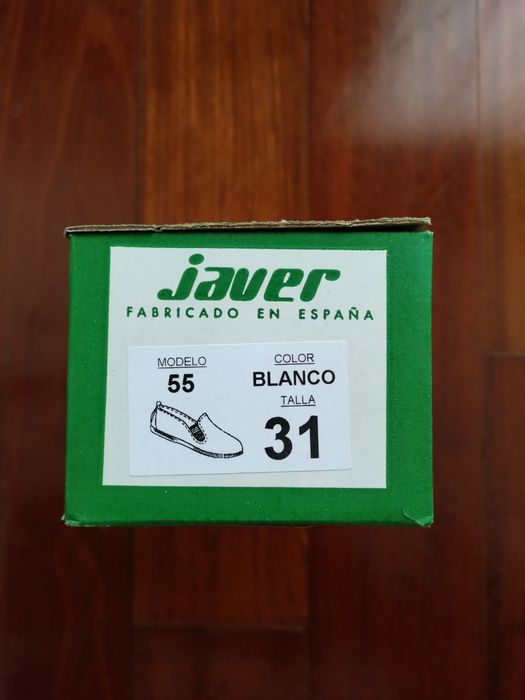 javer
FABRICADO EN ESPAÑA
MODELO
55
COLOR
BLANCO
TALLA
31